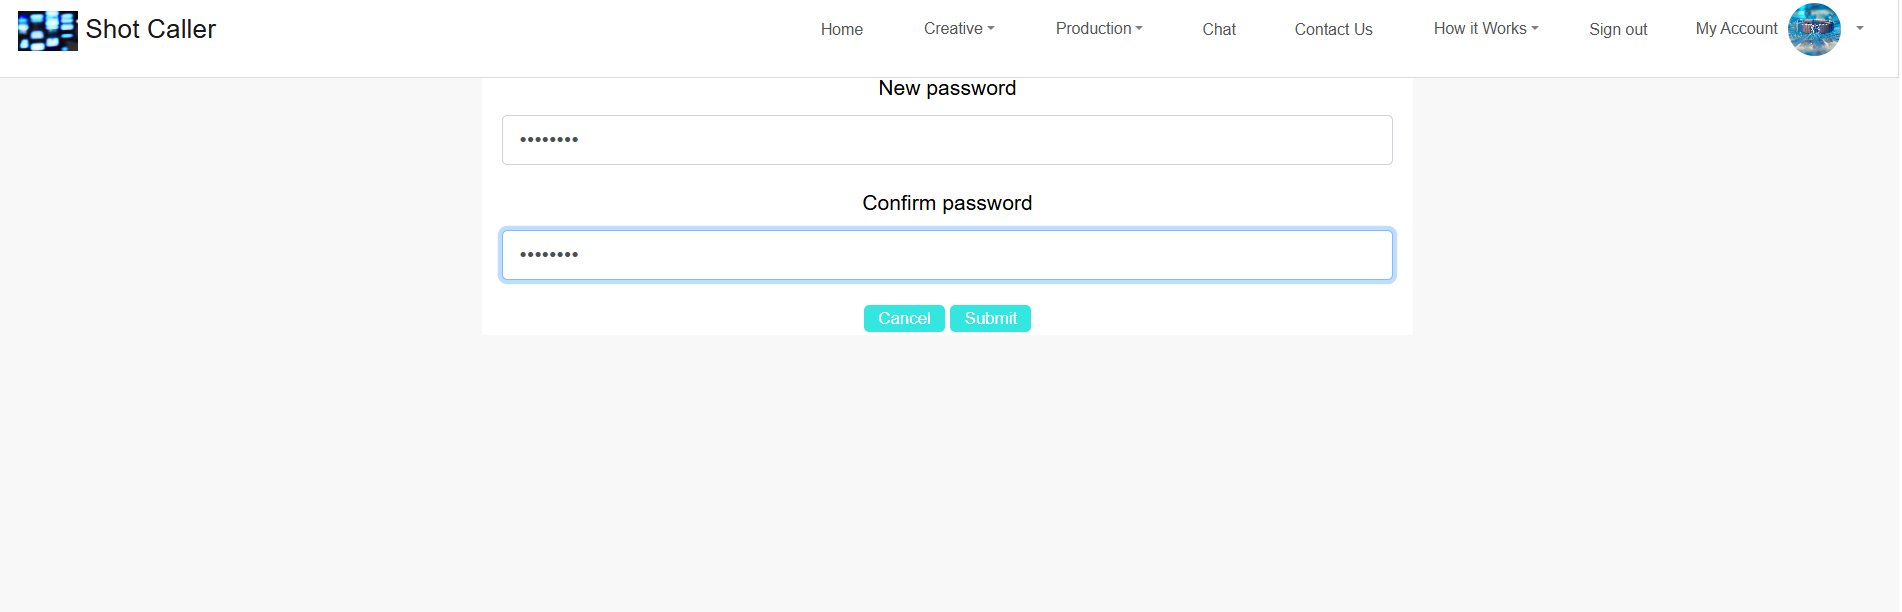 Shot Caller
Home Creative Production Chat Contact Us How it Works Sign out My Account
New password
••••••••
Confirm password
••••••••
Cancel Submit